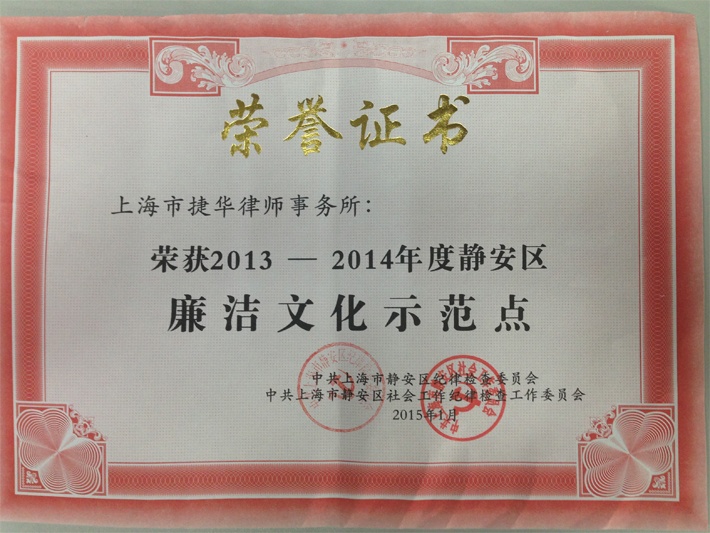 荣誉证书
上海市捷华律师事务所：
荣获2013 — 2014年度静安区
廉洁文化示范点
中共上海市静安区纪律检查委员会
中共上海市静安区社会工作纪律检查工作委员会
2015年1月